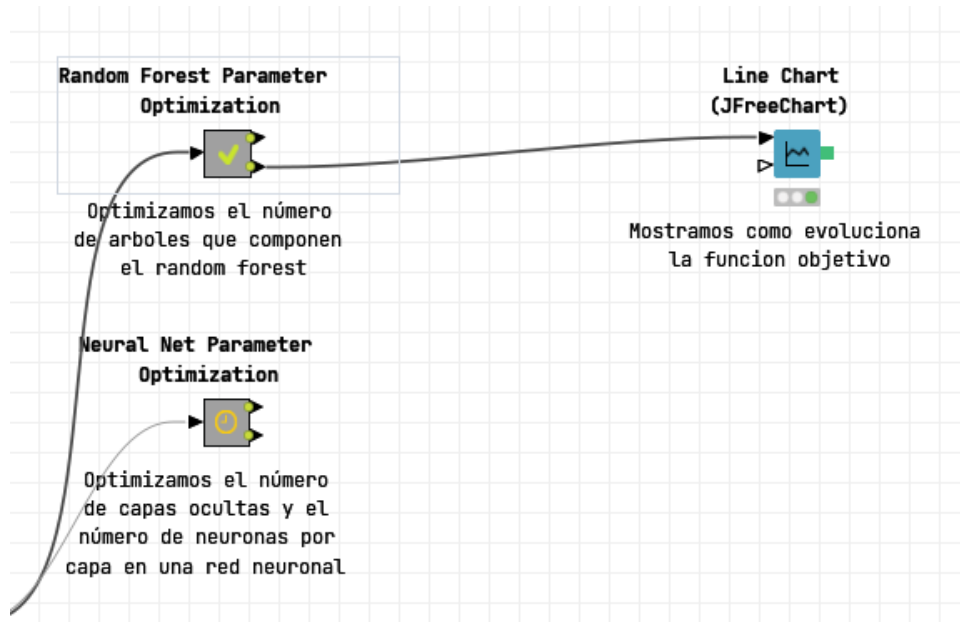 Random Forest Parameter
Optimization
Optimizamos el número
de arboles que componen
el random forest
Line Chart
(JFreeChart)
Mostramos como evoluciona
la funcion objetivo
Neural Net Parameter
Optimization
Optimizamos el número
de capas ocultas y el
número de neuronas por
capa en una red neuronal